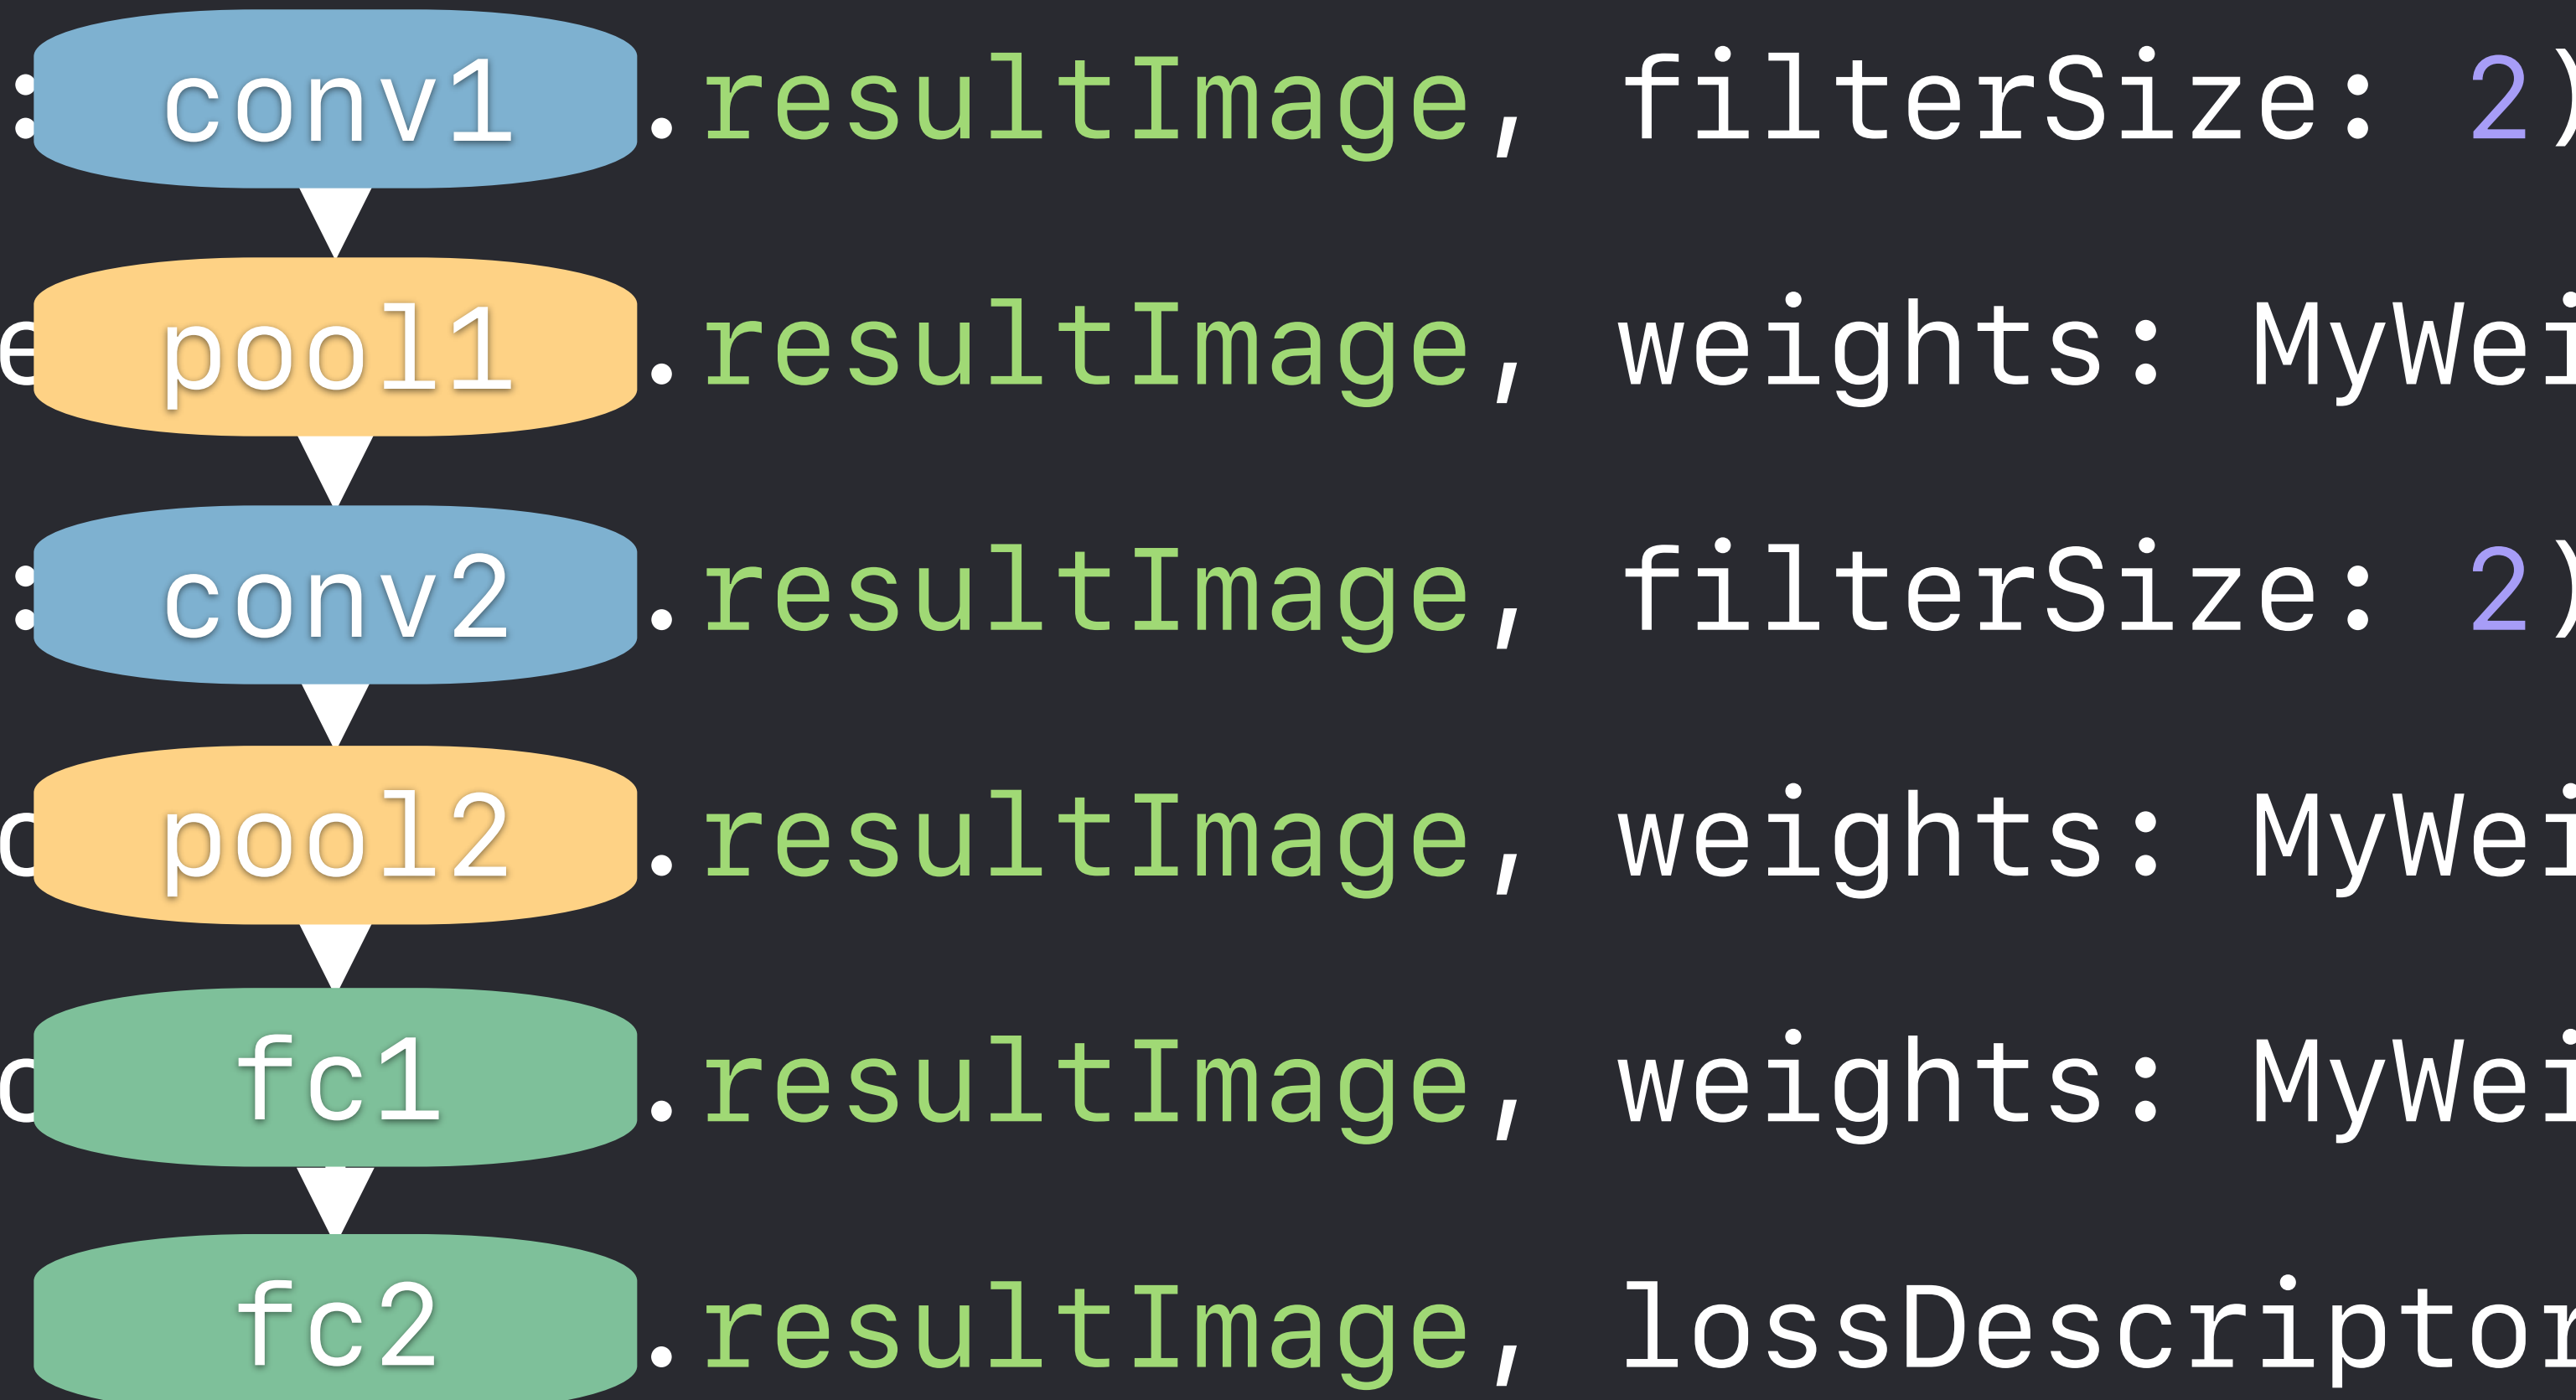 : conv1 .resultImage, filterSize: 2)
pool1 .resultImage, weights: MyWei
: conv2 .resultImage, filterSize: 2)
pool2 .resultImage, weights: MyWei
fc1 .resultImage, weights: MyWei
fc2 .resultImage, lossDescriptor